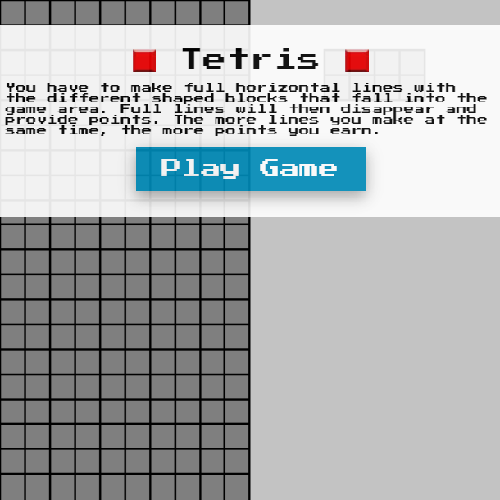 Tetris
You have to make full horizontal lines with
the different shaped blocks that fall into the
game area. Full lines will then disappear and
provide points. The more lines you make at the
same time, the more points you earn.
Play Game